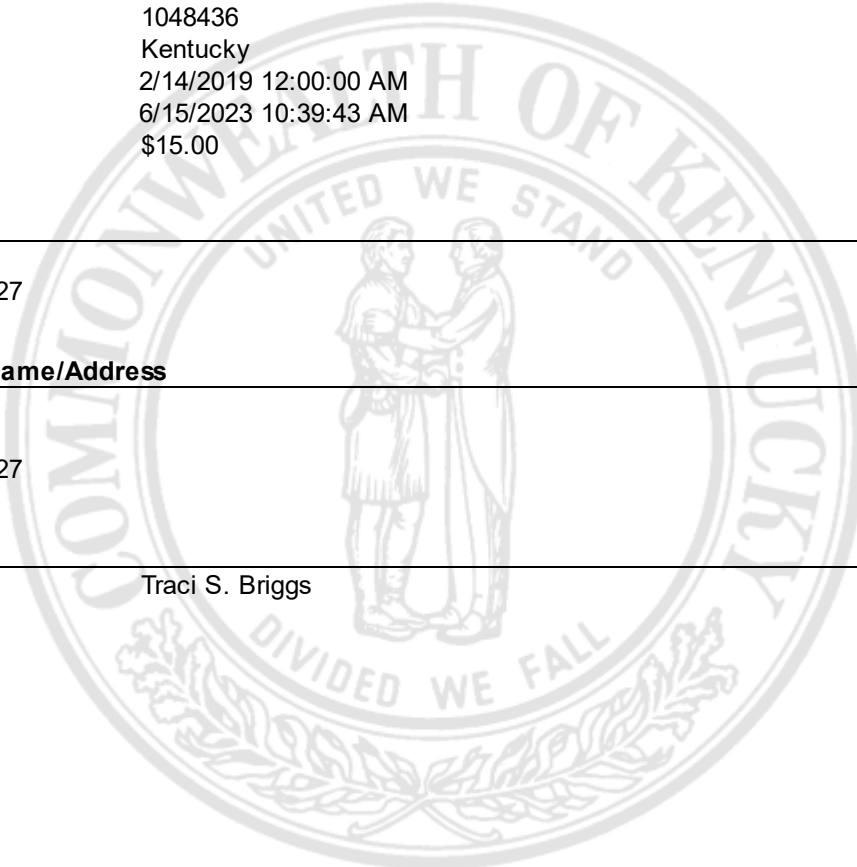 1048436
Kentucky
2/14/2019 12:00:00 AM
6/15/2023 10:39:43 AM
$15.00
COMMONWEALTH OF KENTUCKY
UNITED WE STAND
27
ame/Address
27
Traci S. Briggs
DIVIDED WE FALL